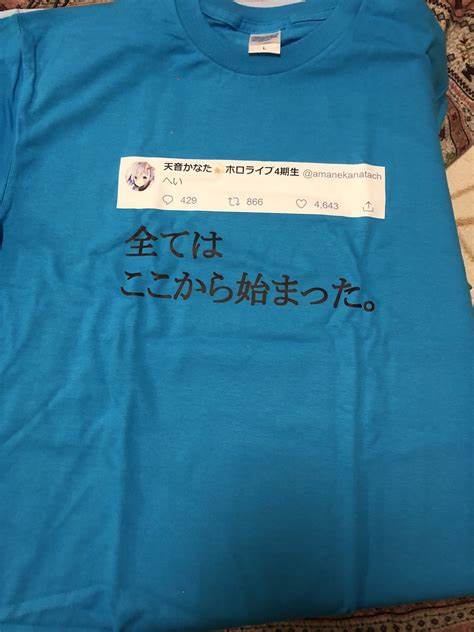 L
天音かなた⭐ホロライブ4期生 @amanekanatach
へい
429 866 4,643
全ては
ここから始まった。